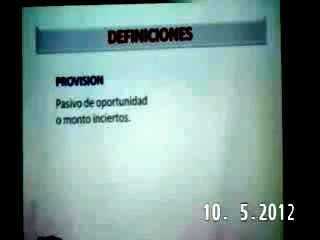 DEFINICIONES
PROVISION
Pasivo de oportunidad
o monto inciertos.
10. 5.2012